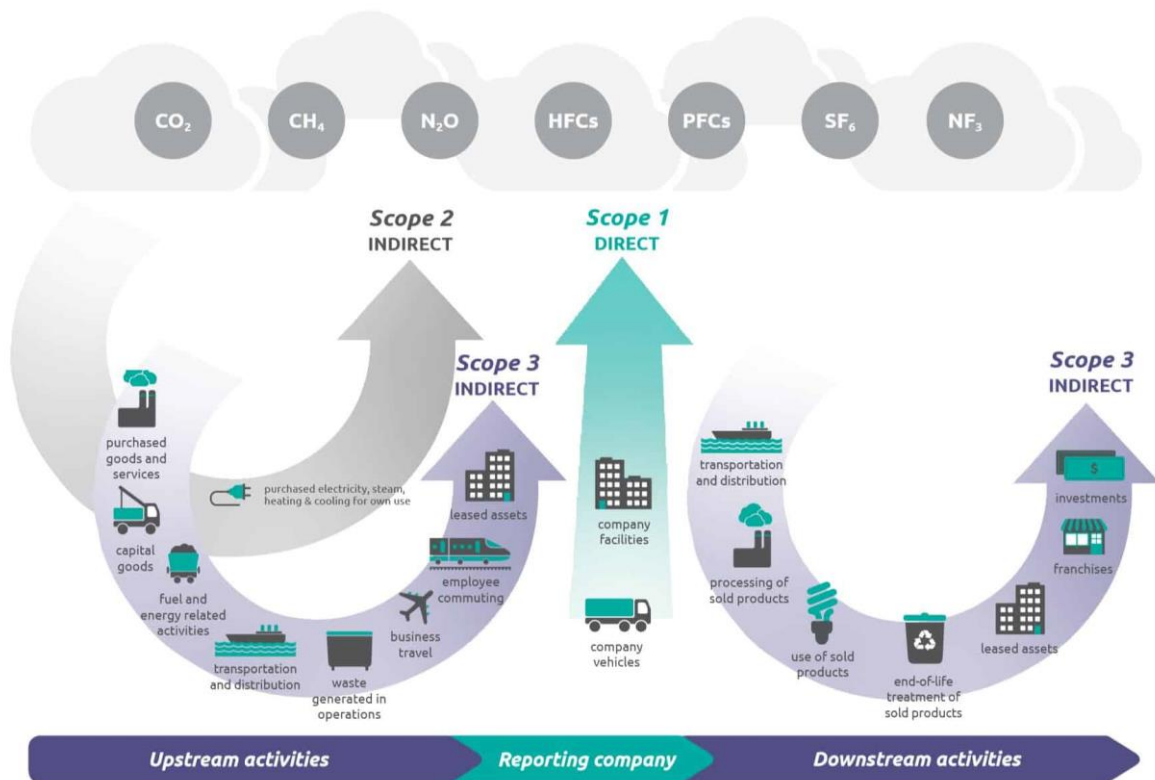 CO₂
CH₄
N₂O
HFCs
PFCs
SF₆
NF₃
Scope 2
INDIRECT
Scope 1
DIRECT
Scope 3
INDIRECT
Scope 3
INDIRECT
purchased
goods and
services
capital
goods
fuel and
energy related
activities
purchased electricity, steam,
heating & cooling for own use
transportation
and distribution
waste
generated in
operations
business
travel
employee
commuting
leased assets
company
facilities
company
vehicles
transportation
and distribution
processing of
sold products
use of sold
products
end-of-life
treatment of
sold products
leased assets
franchises
$
investments
Upstream activities
Reporting company
Downstream activities